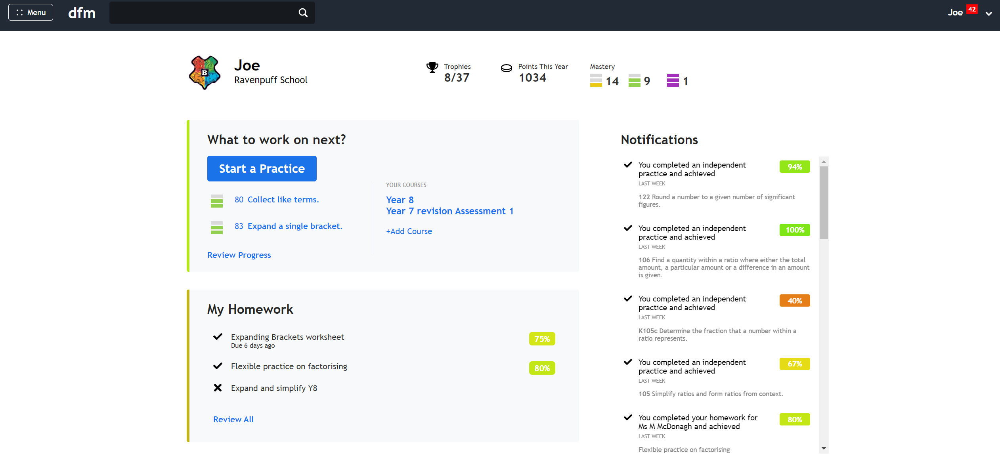 Menu
dfm
Joe 42
B
Joe
Ravenpuff School
Trophies
8/37
Points This Year
1034
Mastery
14 9 1
What to work on next?
Start a Practice
80 Collect like terms.
83 Expand a single bracket.
Review Progress
YOUR COURSES
Year 8
Year 7 revision Assessment 1
+Add Course
My Homework
Expanding Brackets worksheet
Due 6 days ago
75%
Flexible practice on factorising
80%
Expand and simplify Y8
Review All
Notifications
You completed an independent
practice and achieved
94%
LAST WEEK
122 Round a number to a given number of significant
figures.
You completed an independent
practice and achieved
100%
LAST WEEK
106 Find a quantity within a ratio where either the total
amount, a particular amount or a difference in an amount
is given.
You completed an independent
practice and achieved
40%
LAST WEEK
K105c Determine the fraction that a number within a
ratio represents.
You completed an independent
practice and achieved
67%
LAST WEEK
105 Simplify ratios and form ratios from context.
You completed your homework for
Ms M McDonagh and achieved
80%
LAST WEEK
Flexible practice on factorising